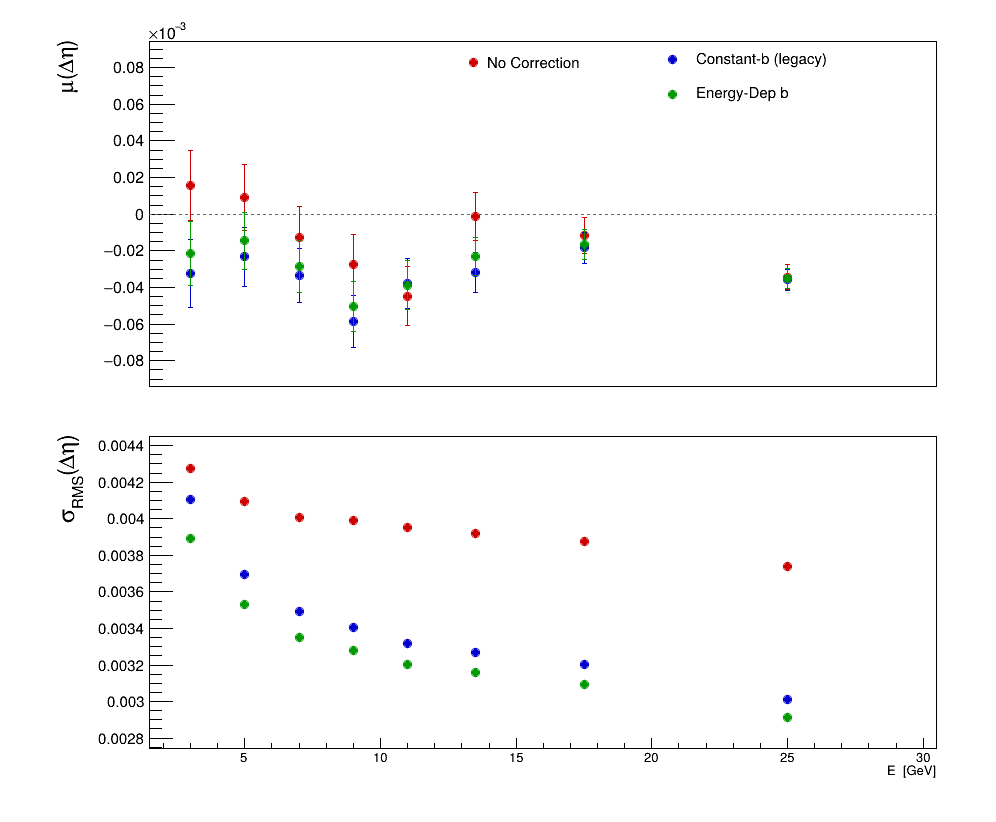 ×10⁻³
μ(Δη)
No Correction
Constant-b (legacy)
Energy-Dep b
0.08
0.06
0.04
0.02
0
−0.02
−0.04
−0.06
−0.08
σRMS(Δη)
0.0044
0.0042
0.004
0.0038
0.0036
0.0034
0.0032
0.003
0.0028
5 10 15 20 25 30
E [GeV]